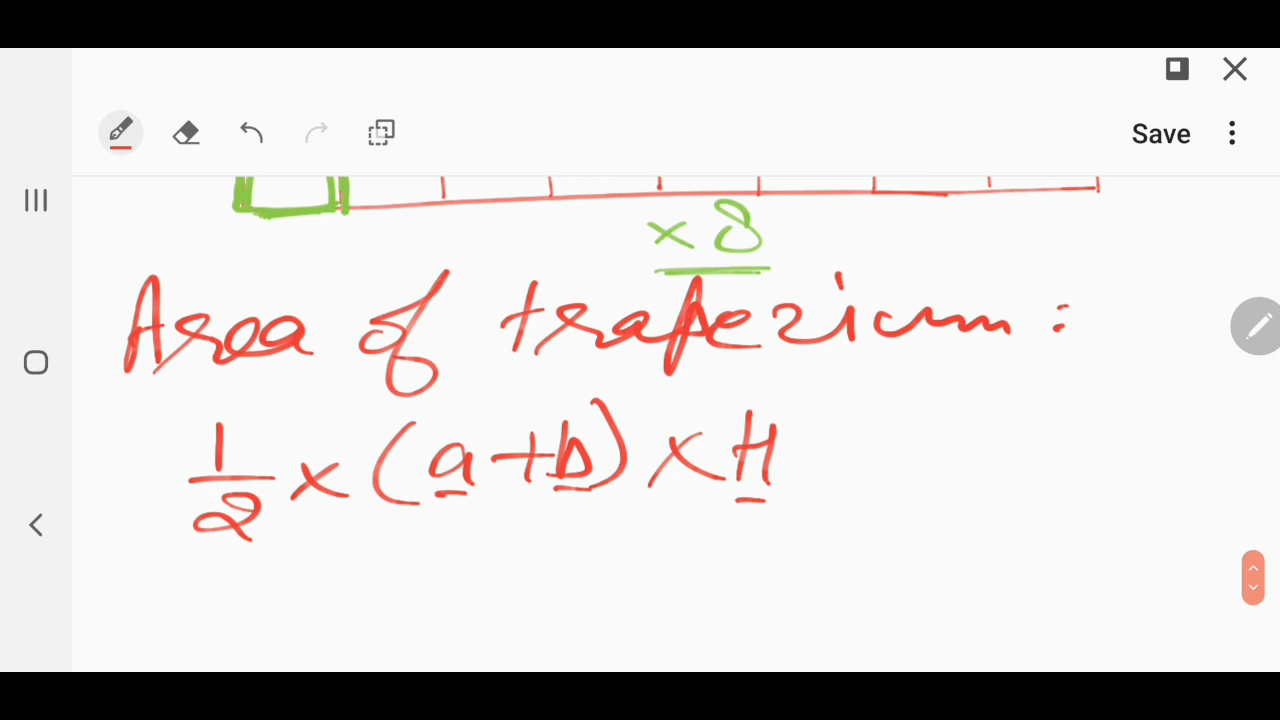 Save
× 8
Area of trapezium :
1/2 × (a+b) × H